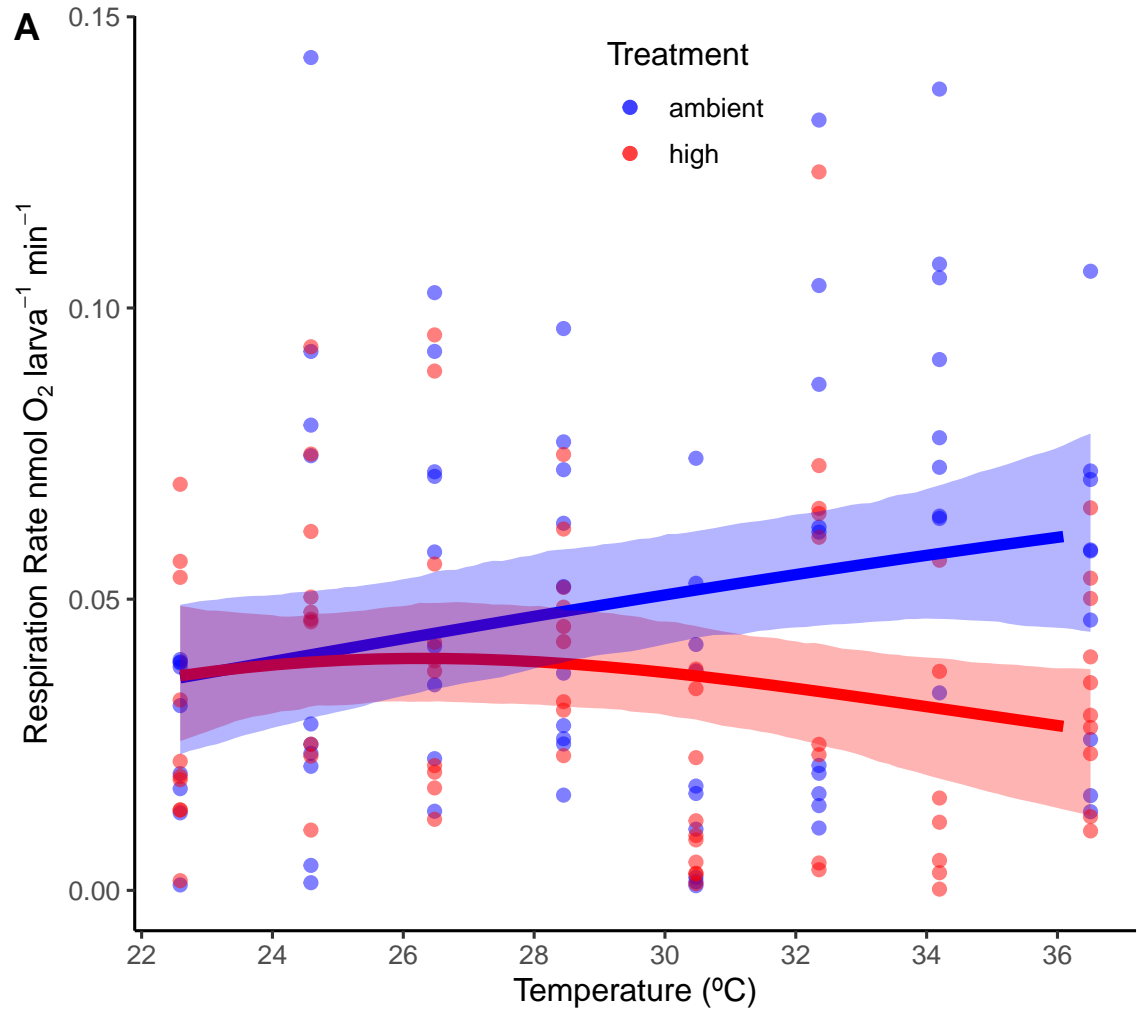 A
Treatment
ambient
high
Respiration Rate nmol O₂ larva⁻¹ min⁻¹
0.15
0.10
0.05
0.00
22 24 26 28 30 32 34 36
Temperature (ºC)